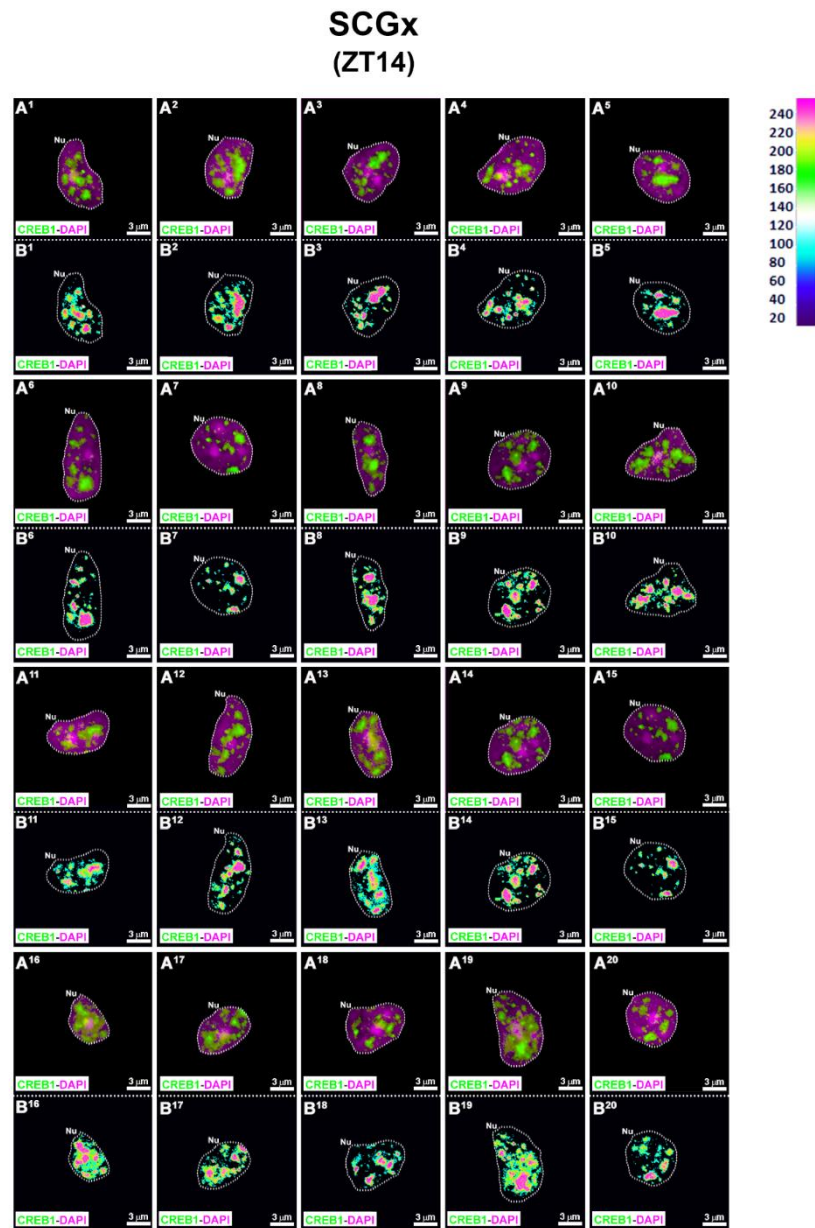 SCGx
(ZT14)
A¹ Nu CREB1-DAPI 3 µm
A² Nu CREB1-DAPI 3 µm
A³ Nu CREB1-DAPI 3 µm
A⁴ Nu CREB1-DAPI 3 µm
A⁵ Nu CREB1-DAPI 3 µm
240
220
200
180
160
140
120
100
80
60
40
20
B¹ Nu CREB1-DAPI 3 µm
B² Nu CREB1-DAPI 3 µm
B³ Nu CREB1-DAPI 3 µm
B⁴ Nu CREB1-DAPI 3 µm
B⁵ Nu CREB1-DAPI 3 µm
A⁶ Nu CREB1-DAPI 3 µm
A⁷ Nu CREB1-DAPI 3 µm
A⁸ Nu CREB1-DAPI 3 µm
A⁹ Nu CREB1-DAPI 3 µm
A¹⁰ Nu CREB1-DAPI 3 µm
B⁶ Nu CREB1-DAPI 3 µm
B⁷ Nu CREB1-DAPI 3 µm
B⁸ Nu CREB1-DAPI 3 µm
B⁹ Nu CREB1-DAPI 3 µm
B¹⁰ Nu CREB1-DAPI 3 µm
A¹¹ Nu CREB1-DAPI 3 µm
A¹² Nu CREB1-DAPI 3 µm
A¹³ Nu CREB1-DAPI 3 µm
A¹⁴ Nu CREB1-DAPI 3 µm
A¹⁵ Nu CREB1-DAPI 3 µm
B¹¹ Nu CREB1-DAPI 3 µm
B¹² Nu CREB1-DAPI 3 µm
B¹³ Nu CREB1-DAPI 3 µm
B¹⁴ Nu CREB1-DAPI 3 µm
B¹⁵ Nu CREB1-DAPI 3 µm
A¹⁶ Nu CREB1-DAPI 3 µm
A¹⁷ Nu CREB1-DAPI 3 µm
A¹⁸ Nu CREB1-DAPI 3 µm
A¹⁹ Nu CREB1-DAPI 3 µm
A²⁰ Nu CREB1-DAPI 3 µm
B¹⁶ Nu CREB1-DAPI 3 µm
B¹⁷ Nu CREB1-DAPI 3 µm
B¹⁸ Nu CREB1-DAPI 3 µm
B¹⁹ Nu CREB1-DAPI 3 µm
B²⁰ Nu CREB1-DAPI 3 µm